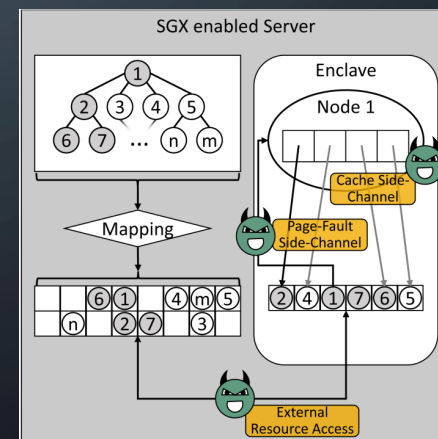 SGX enabled Server
1
2 3 4 5
6 7 ... n m
Mapping
6 1 4 m 5
n 2 7 3
Enclave
Node 1
Cache Side-
Channel
Page-Fault
Side-Channel
2 4 1 7 6 5
External
Resource Access